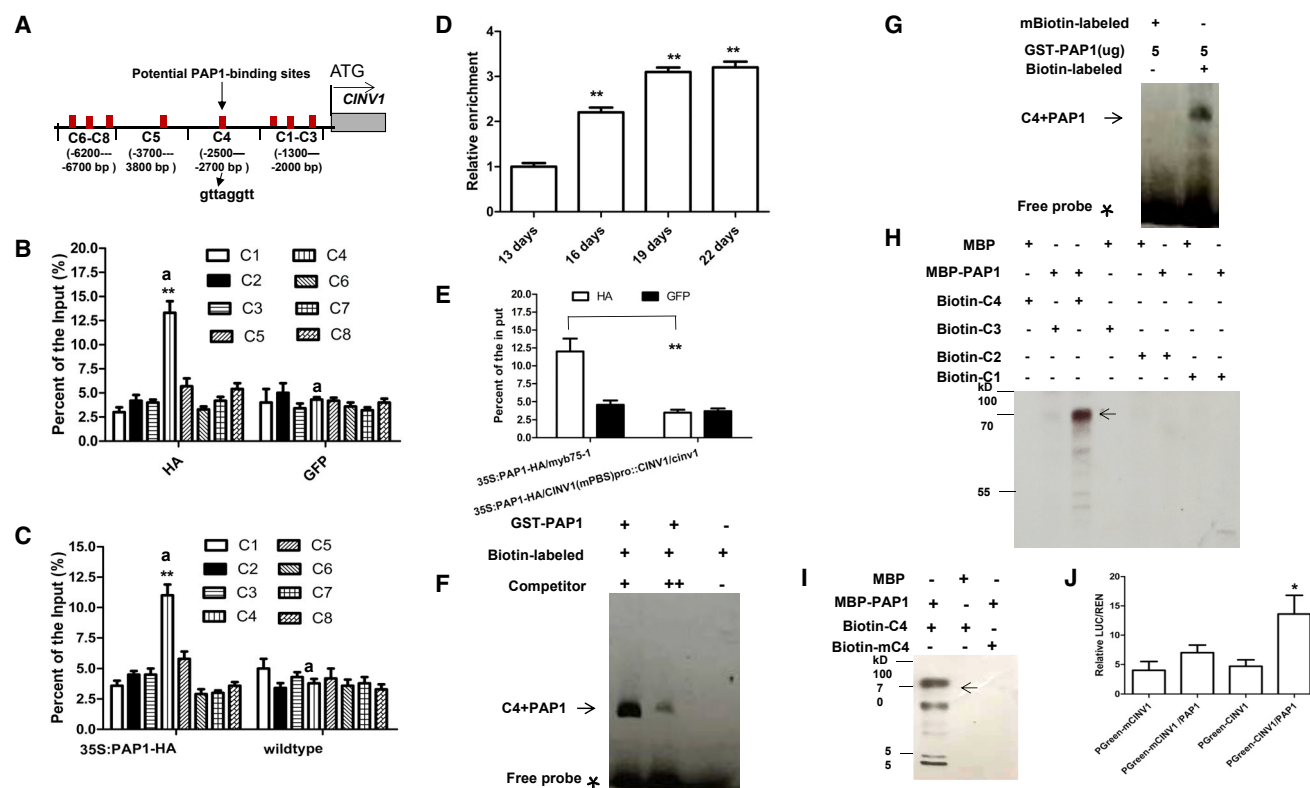 A
Potential PAP1-binding sites
ATG
CINV1
C6-C8
(-6200---
-6700 bp )
C5
(-3700---
3800 bp )
C4
(-2500—
-2700 bp)
C1-C3
(-1300—
-2000 bp)
gttaggtt
B
Percent of the Input (%)
20.0
17.5
15.0
12.5
10.0
7.5
5.0
2.5
0.0
a
**
a
C1
C2
C3
C5
C4
C6
C7
C8
HA
GFP
C
Percent of the Input (%)
15.0
12.5
10.0
7.5
5.0
2.5
0.0
a
**
a
C1
C2
C3
C4
C5
C6
C7
C8
35S:PAP1-HA
wildtype
D
Relative enrichment
4
3
2
1
0
**
**
**
13 days
16 days
19 days
22 days
E
Percent of the in put
20.0
17.5
15.0
12.5
10.0
7.5
5.0
2.5
0.0
HA
GFP
**
35S:PAP1-HA/myb75-1
35S:PAP1-HA/CINV1(mPBS)pro::CINV1/cinv1
F
GST-PAP1 + + -
Biotin-labeled + + +
Competitor + ++ -
C4+PAP1
Free probe *
G
mBiotin-labeled + -
GST-PAP1(ug) 5 5
Biotin-labeled - +
C4+PAP1
Free probe *
H
MBP + - - + + - + -
MBP-PAP1 - + + - - + - +
Biotin-C4 + - + - - - - -
Biotin-C3 - + - + - - - -
Biotin-C2 - - - - + + - -
Biotin-C1 - - - - - - + +
kD
100
70
55
I
MBP - + -
MBP-PAP1 + - +
Biotin-C4 + + -
Biotin-mC4 - - +
kD
100
7
0
5
5
J
Relative LUC/REN
20
15
10
5
0
*
PGreen-mCINV1
PGreen-mCINV1 /PAP1
PGreen-CINV1
PGreen-CINV1/PAP1